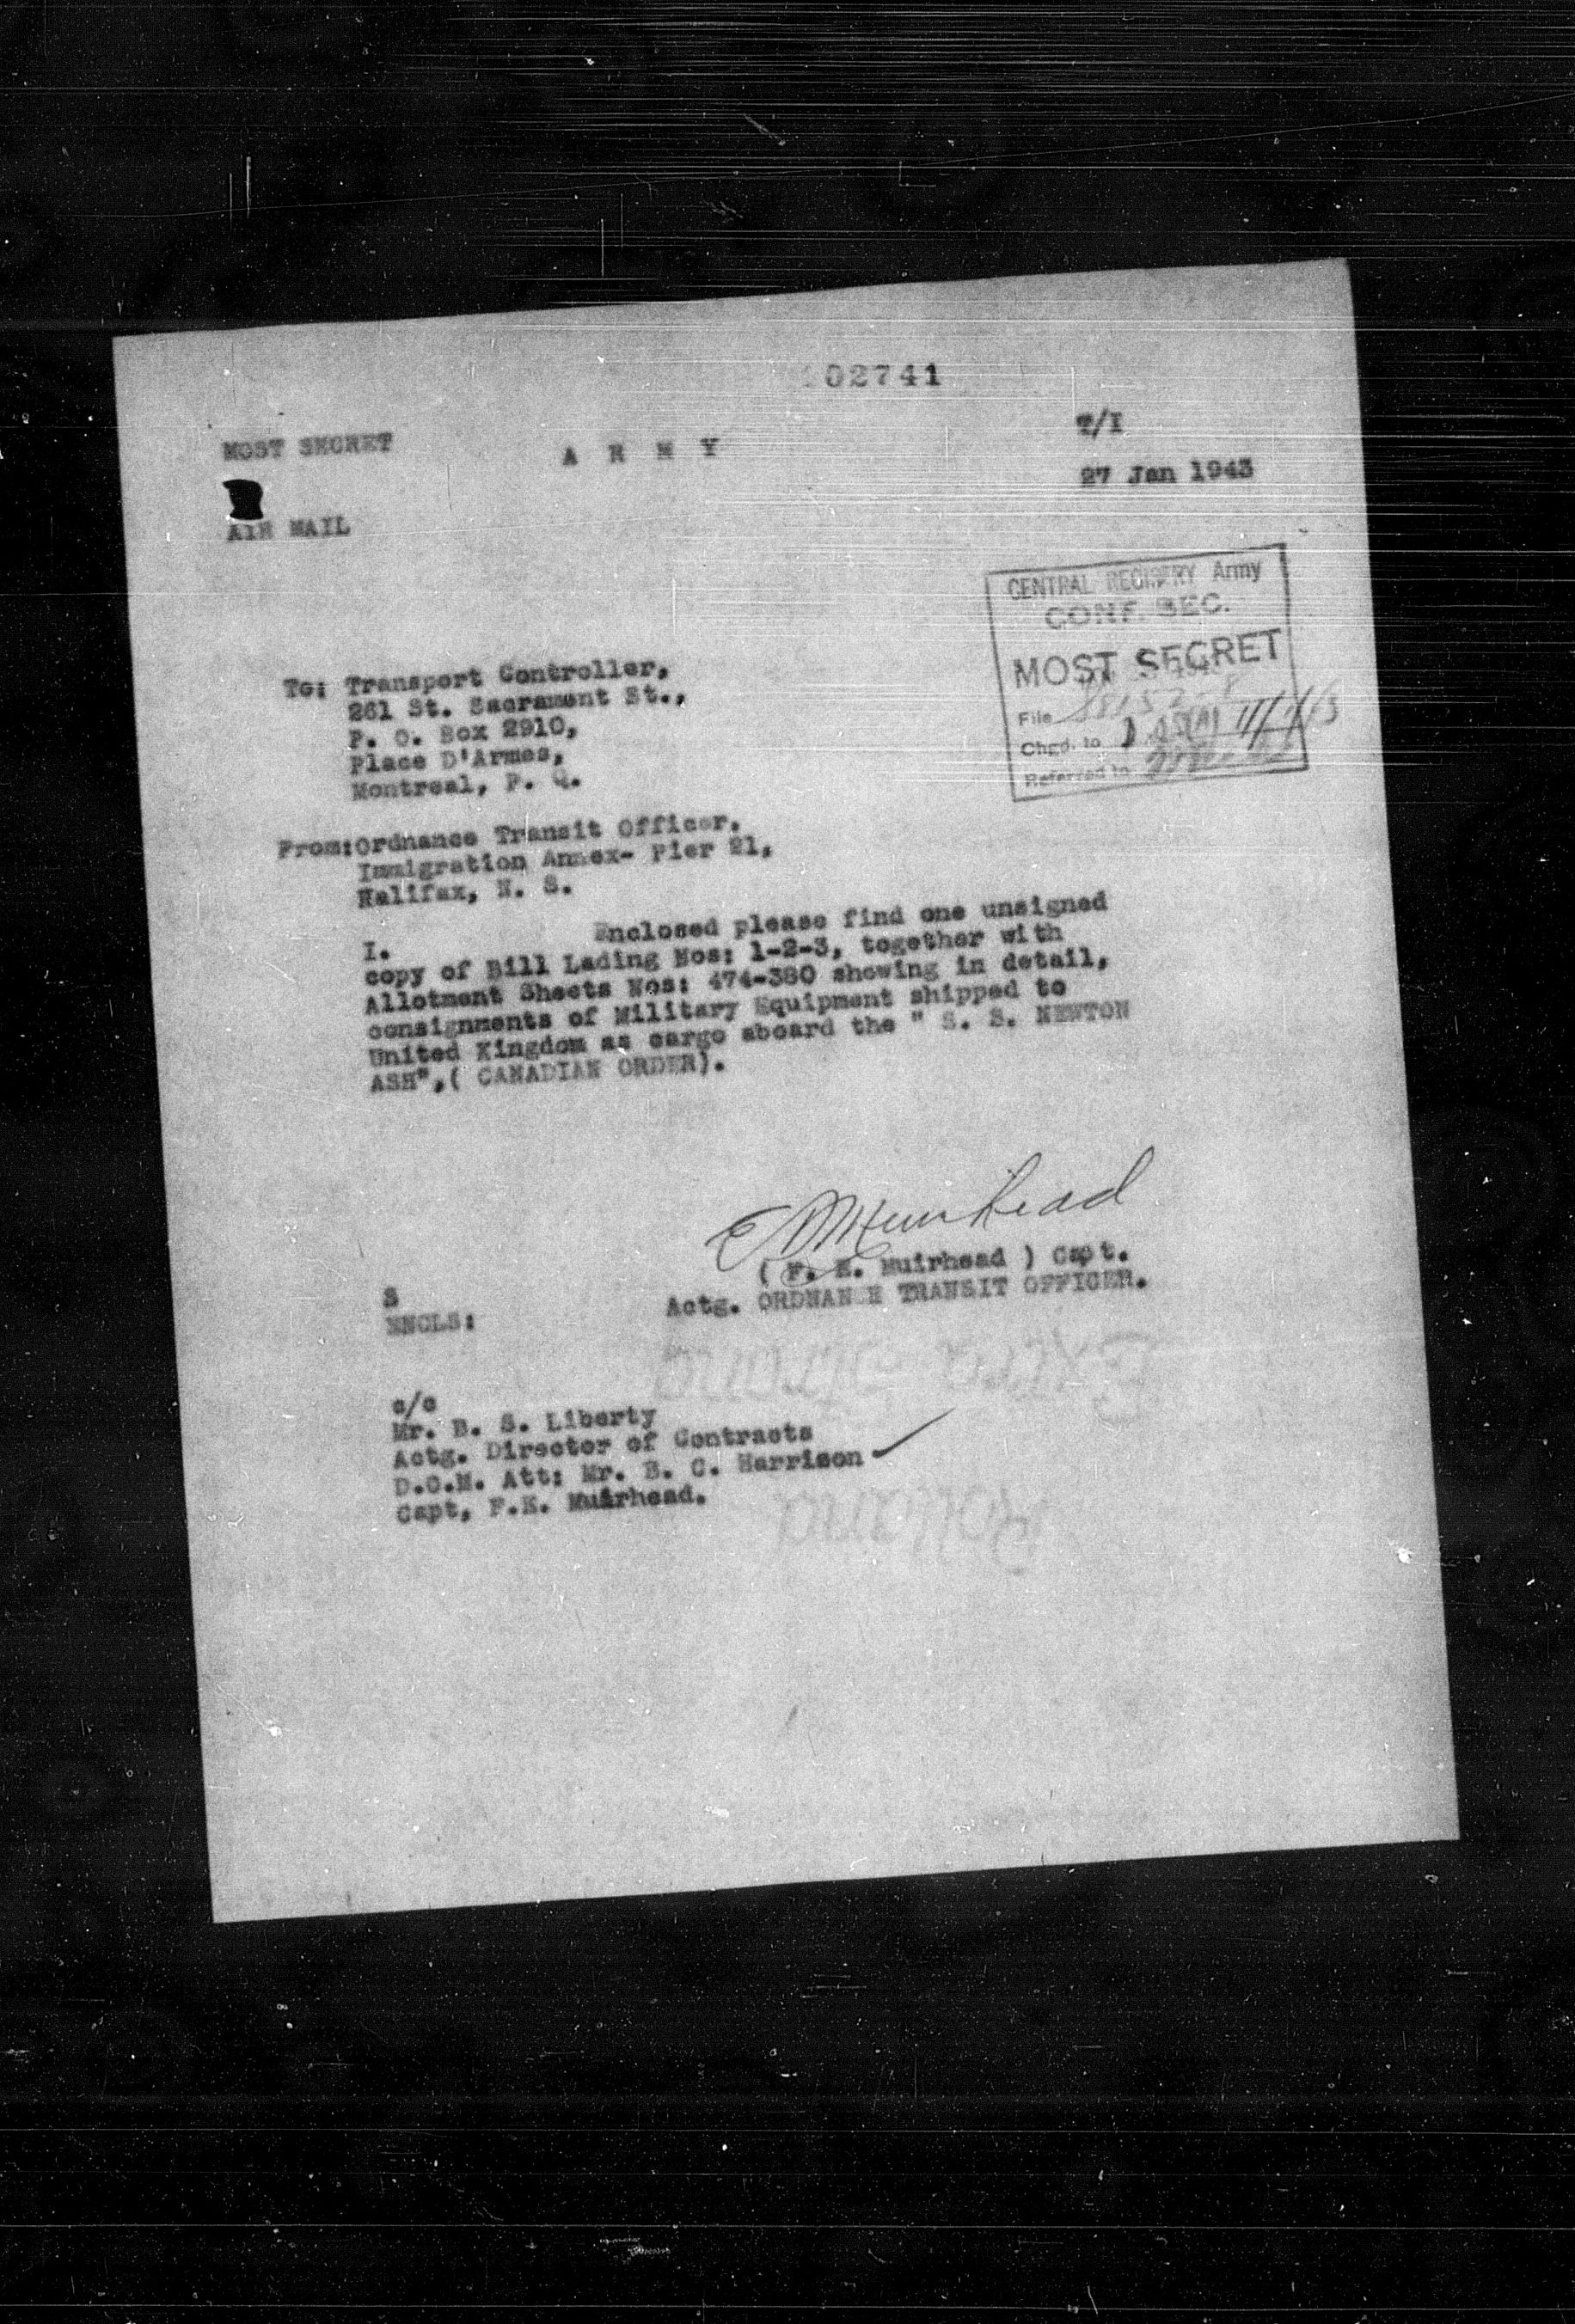 02741
T/I
MOST SECRET
A R M Y
27 Jan 1943
AIR MAIL
CENTRAL REGISTRY Army
CONF. SEC.
MOST SECRET
File
Chgd. to
Referred to
To: Transport Controller,
261 St. Sacrament St.,
P. O. Box 2910,
Place D'Armes,
Montreal, P. Q.
From:Ordnance Transit Officer.
Immigration Annex- Pier 21,
Halifax, N. S.
I. Enclosed please find one unsigned
copy of Bill Lading Nos: 1-2-3, together with
Allotment Sheets Nos: 474-380 showing in detail,
consignments of Military Equipment shipped to
United Kingdom as cargo aboard the " S. S. NEWTON
ASH",( CANADIAN ORDER).
Muirhead
( F. E. Muirhead ) Capt.
Actg. ORDNAN E TRANSIT OFFICER.
S
ENCLS:
Extra Strong
c/c
Mr. B. S. Liberty
Actg. Director of Contracts
D.O.M. Att: Mr. B. C. Harrison
Capt, F.E. Muirhead.
Rolland